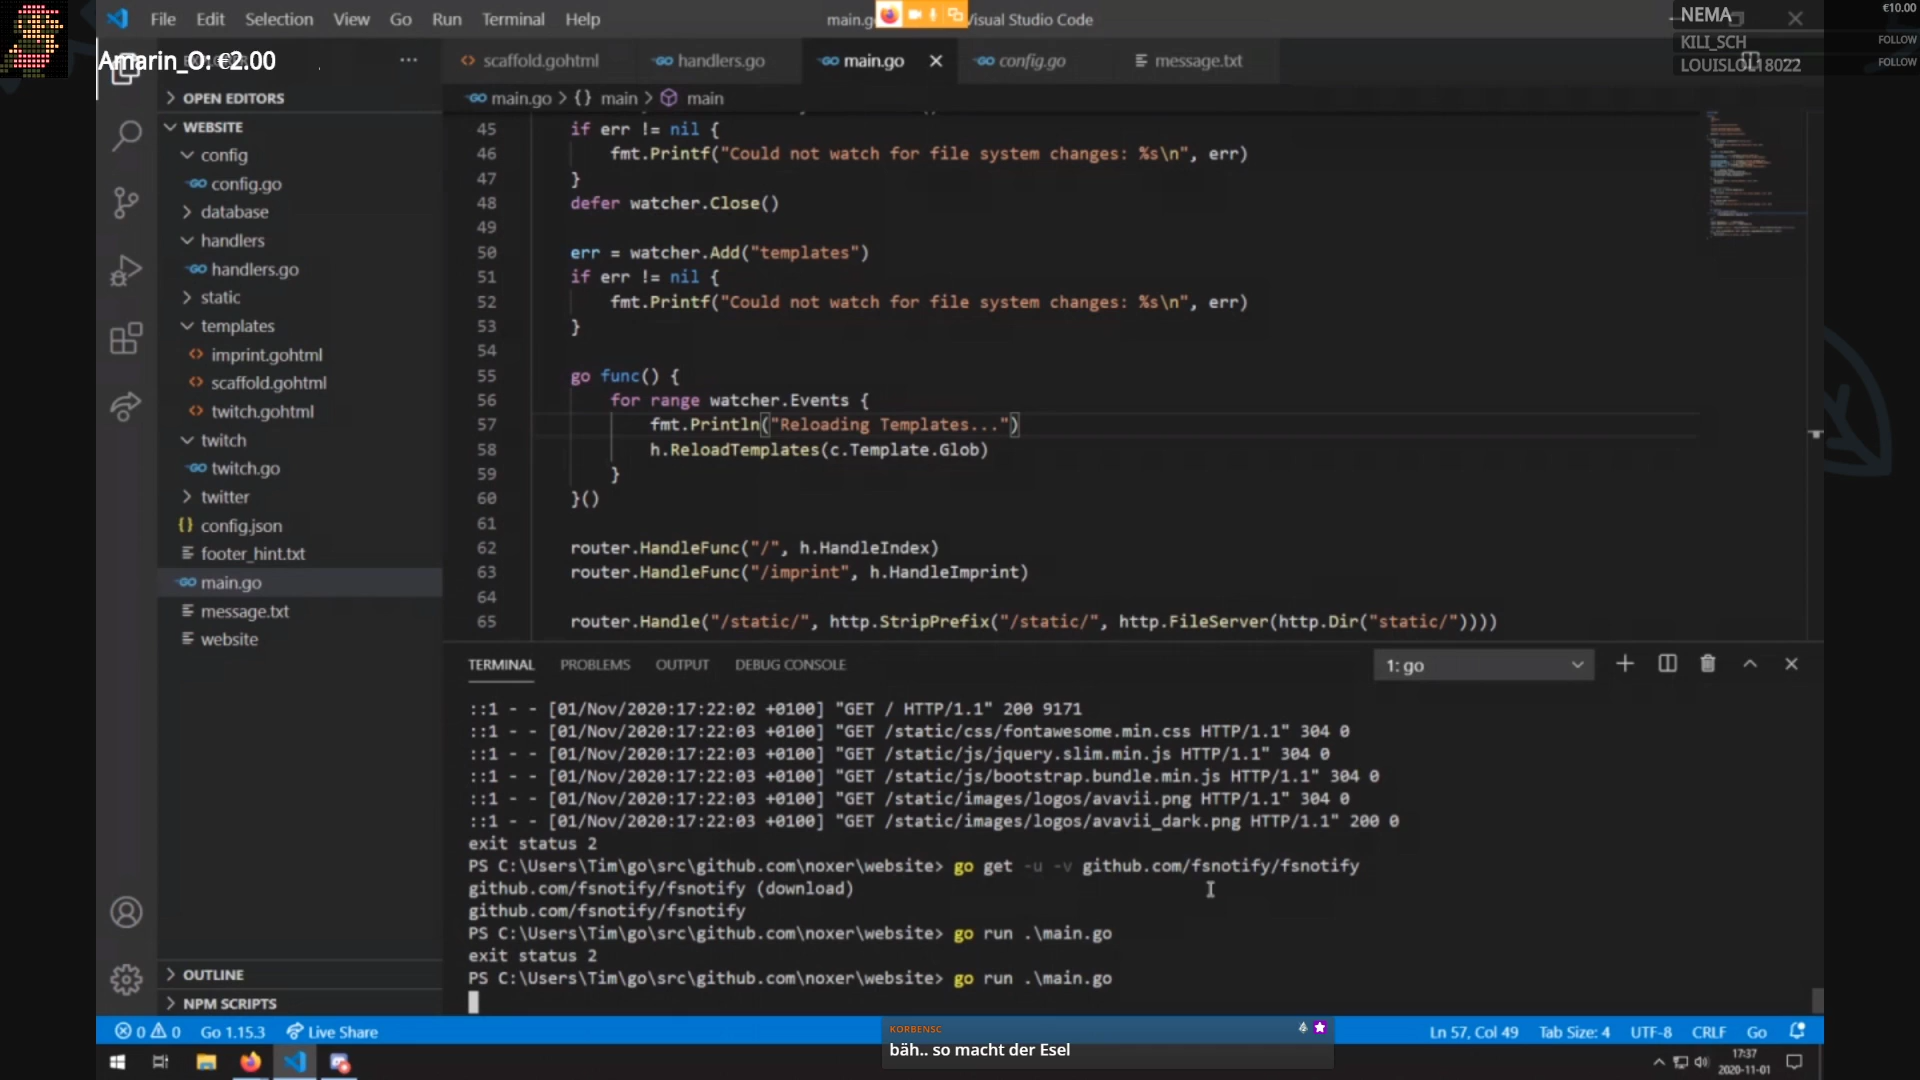 File Edit Selection View Go Run Terminal Help
Visual Studio Code
NEMA
€10.00
KILI_SCH FOLLOW
LOUISLOL18022 FOLLOW
Amarin_O: €2.00
scaffold.gohtml handlers.go main.go config.go message.txt
OPEN EDITORS
main.go > {} main > main
WEBSITE
config
config.go
database
handlers
handlers.go
static
templates
imprint.gohtml
scaffold.gohtml
twitch.gohtml
twitch
twitch.go
twitter
config.json
footer_hint.txt
main.go
message.txt
website
OUTLINE
NPM SCRIPTS
45 if err != nil {
46 fmt.Printf("Could not watch for file system changes: %s\n", err)
47 }
48 defer watcher.Close()
49
50 err = watcher.Add("templates")
51 if err != nil {
52 fmt.Printf("Could not watch for file system changes: %s\n", err)
53 }
54
55 go func() {
56 for range watcher.Events {
57 fmt.Println("Reloading Templates...")
58 h.ReloadTemplates(c.Template.Glob)
59 }
60 }()
61
62 router.HandleFunc("/", h.HandleIndex)
63 router.HandleFunc("/imprint", h.HandleImprint)
64
65 router.Handle("/static/", http.StripPrefix("/static/", http.FileServer(http.Dir("static/"))))
TERMINAL PROBLEMS OUTPUT DEBUG CONSOLE
1: go
::1 - - [01/Nov/2020:17:22:02 +0100] "GET / HTTP/1.1" 200 9171
::1 - - [01/Nov/2020:17:22:03 +0100] "GET /static/css/fontawesome.min.css HTTP/1.1" 304 0
::1 - - [01/Nov/2020:17:22:03 +0100] "GET /static/js/jquery.slim.min.js HTTP/1.1" 304 0
::1 - - [01/Nov/2020:17:22:03 +0100] "GET /static/js/bootstrap.bundle.min.js HTTP/1.1" 304 0
::1 - - [01/Nov/2020:17:22:03 +0100] "GET /static/images/logos/avavii.png HTTP/1.1" 304 0
::1 - - [01/Nov/2020:17:22:03 +0100] "GET /static/images/logos/avavii_dark.png HTTP/1.1" 200 0
exit status 2
PS C:\Users\Tim\go\src\github.com\noxer\website> go get -u -v github.com/fsnotify/fsnotify
github.com/fsnotify/fsnotify (download)
github.com/fsnotify/fsnotify
PS C:\Users\Tim\go\src\github.com\noxer\website> go run .\main.go
exit status 2
PS C:\Users\Tim\go\src\github.com\noxer\website> go run .\main.go
0 0 Go 1.15.3 Live Share
Ln 57, Col 49 Tab Size: 4 UTF-8 CRLF Go
KORBENSC
bäh.. so macht der Esel
17:37
2020-11-01